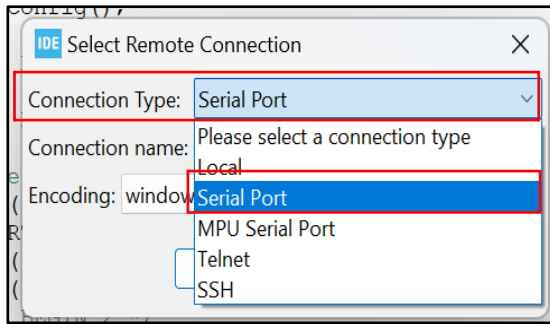 IDE Select Remote Connection
Connection Type: Serial Port
Connection name: Please select a connection type
Local
Encoding: window Serial Port
MPU Serial Port
Telnet
SSH